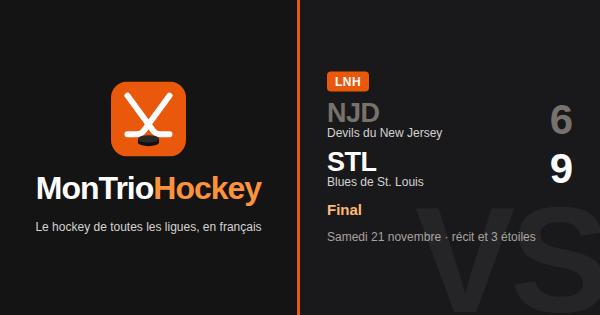 MonTrioHockey
Le hockey de toutes les ligues, en français
LNH
NJD 6
Devils du New Jersey
STL 9
Blues de St. Louis
Final
Samedi 21 novembre · récit et 3 étoiles
VS